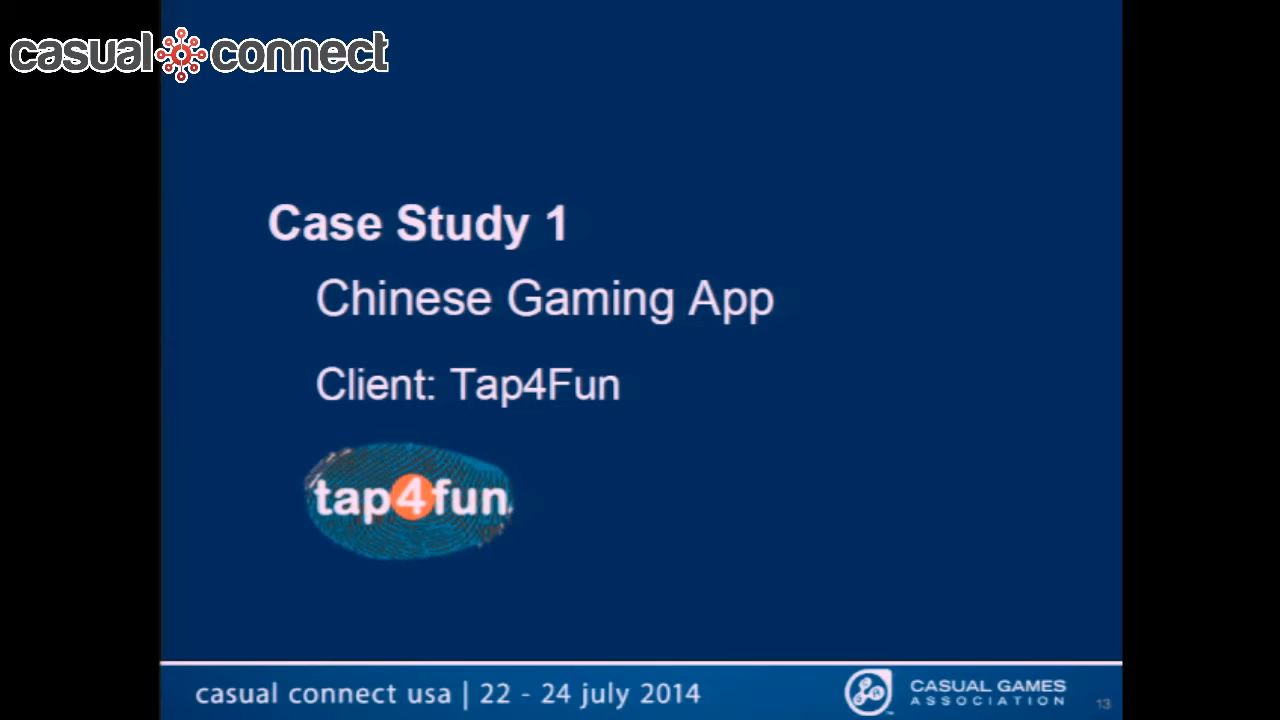 casual connect
Case Study 1
Chinese Gaming App
Client: Tap4Fun
tap4fun
casual connect usa | 22 - 24 july 2014
CASUAL GAMES
ASSOCIATION
13